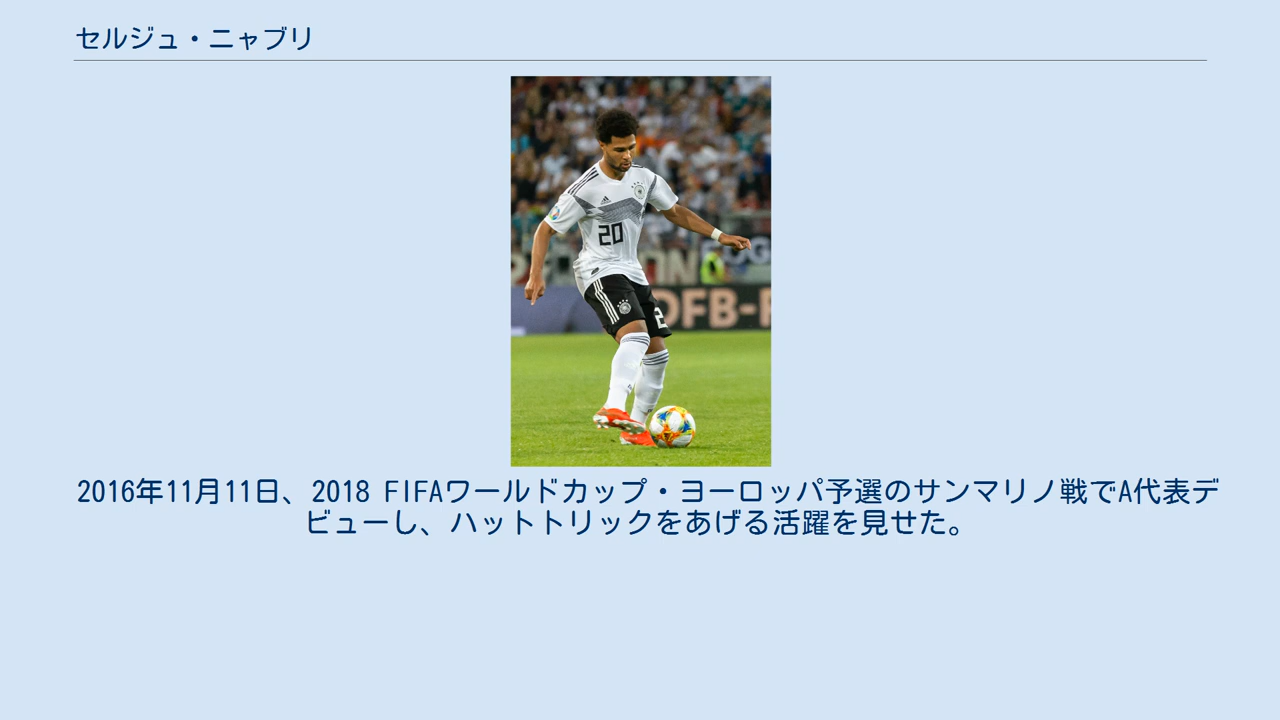 セルジュ・ニャブリ
20
DFB-F
2
2016年11月11日、2018 FIFAワールドカップ・ヨーロッパ予選のサンマリノ戦でA代表デ
ビューし、ハットトリックをあげる活躍を見せた。